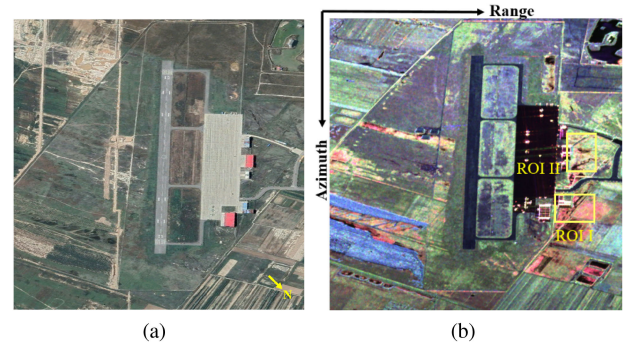 Range
Azimuth
ROI II
ROI I
N
(a)
(b)